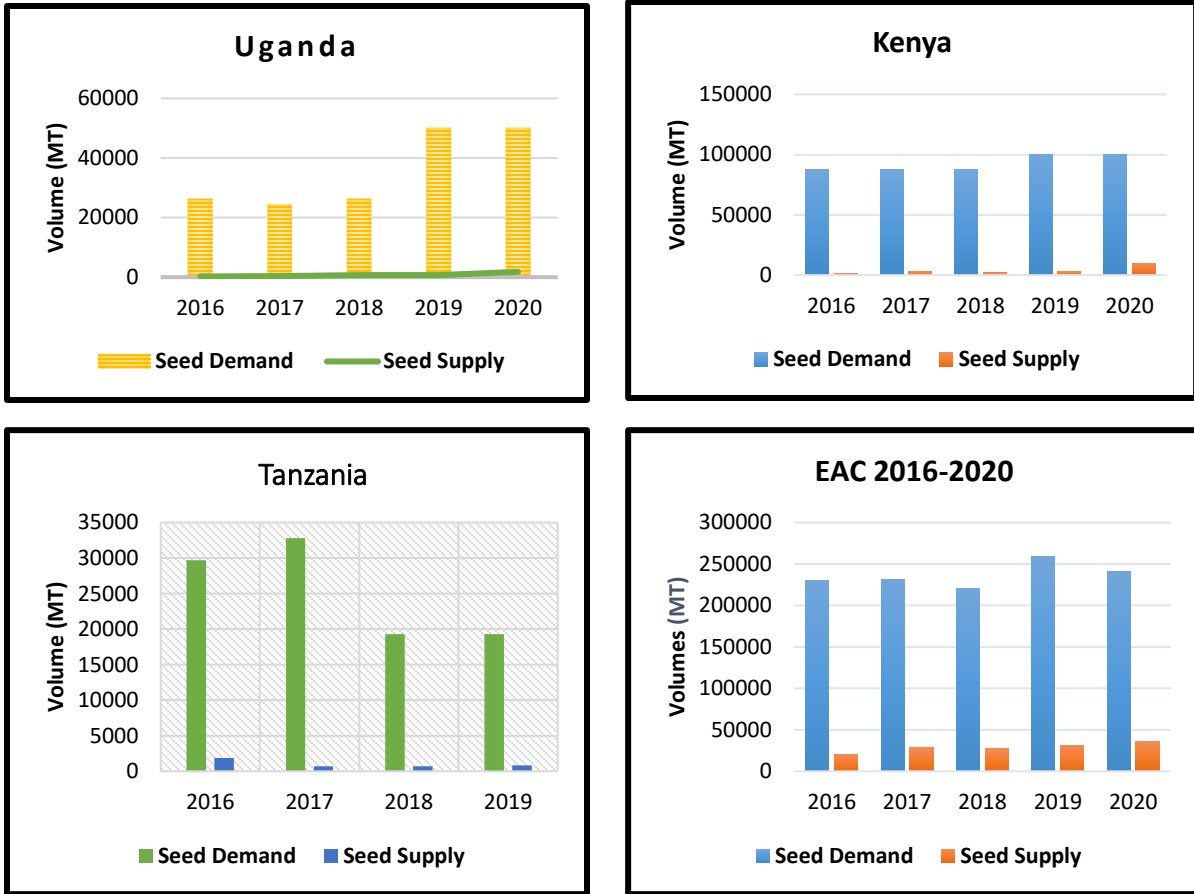 Uganda
Volume (MT)
60000
40000
20000
0
2016 2017 2018 2019 2020
Seed Demand Seed Supply
Kenya
Volume (MT)
150000
100000
50000
0
2016 2017 2018 2019 2020
Seed Demand Seed Supply
Tanzania
Volume (MT)
35000
30000
25000
20000
15000
10000
5000
0
2016 2017 2018 2019
Seed Demand Seed Supply
EAC 2016-2020
Volumes (MT)
300000
250000
200000
150000
100000
50000
0
2016 2017 2018 2019 2020
Seed Demand Seed Supply